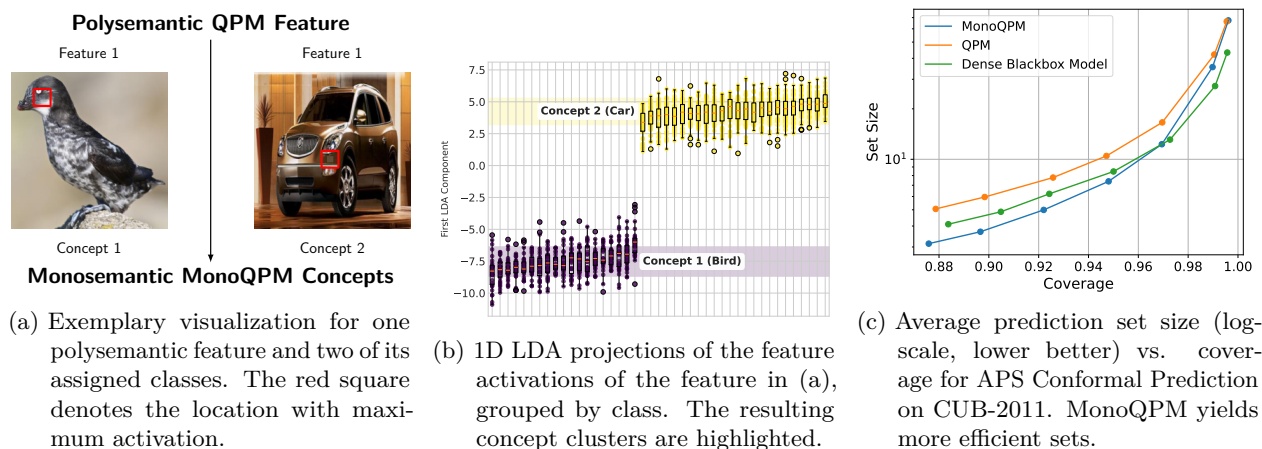 Polysemantic QPM Feature
Feature 1
Feature 1
Concept 1
Concept 2
Monosemantic MonoQPM Concepts
(a) Exemplary visualization for one
polysemantic feature and two of its
assigned classes. The red square
denotes the location with maxi-
mum activation.
First LDA Component
7.5
5.0
2.5
0.0
−2.5
−5.0
−7.5
−10.0
Concept 2 (Car)
Concept 1 (Bird)
(b) 1D LDA projections of the feature
activations of the feature in (a),
grouped by class. The resulting
concept clusters are highlighted.
MonoQPM
QPM
Dense Blackbox Model
Set Size
10¹
0.88 0.90 0.92 0.94 0.96 0.98 1.00
Coverage
(c) Average prediction set size (log-
scale, lower better) vs. cover-
age for APS Conformal Prediction
on CUB-2011. MonoQPM yields
more efficient sets.